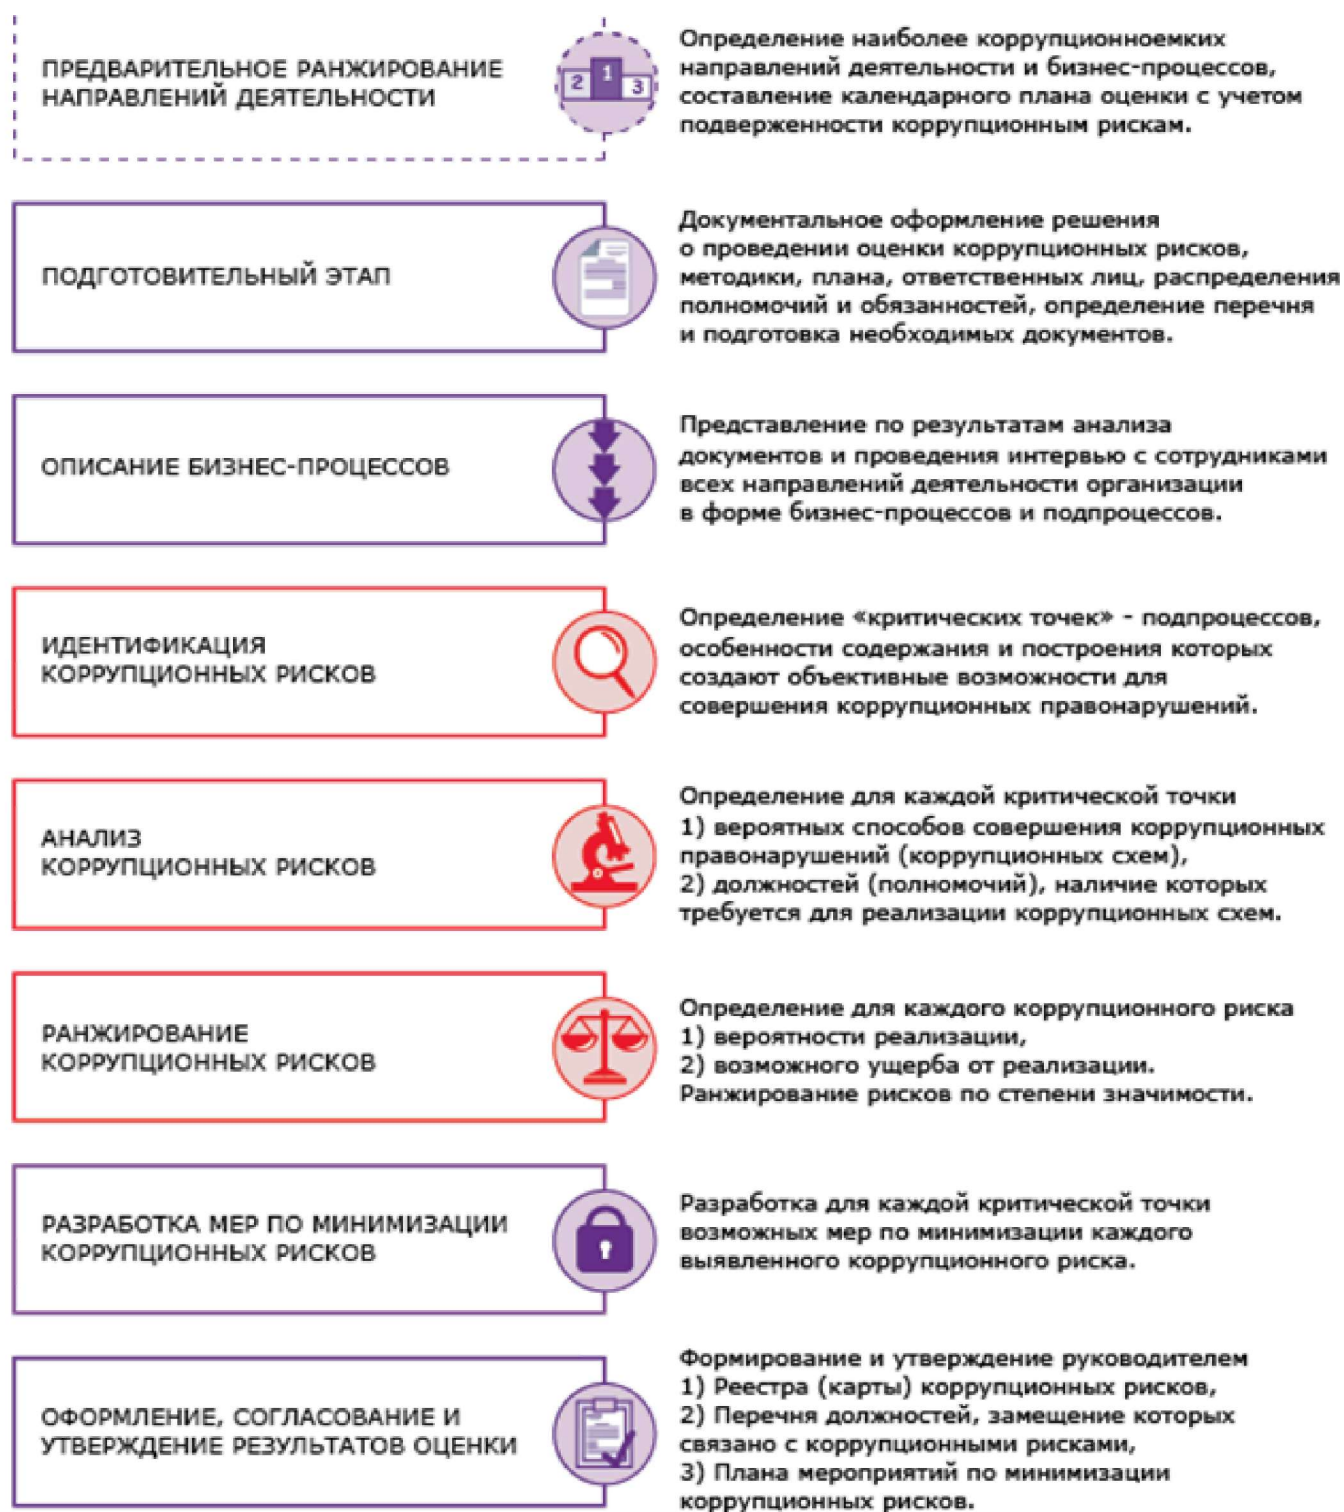 ПРЕДВАРИТЕЛЬНОЕ РАНЖИРОВАНИЕ
НАПРАВЛЕНИЙ ДЕЯТЕЛЬНОСТИ
2 1 3
Определение наиболее коррупционноемких
направлений деятельности и бизнес-процессов,
составление календарного плана оценки с учетом
подверженности коррупционным рискам.
ПОДГОТОВИТЕЛЬНЫЙ ЭТАП
Документальное оформление решения
о проведении оценки коррупционных рисков,
методики, плана, ответственных лиц, распределения
полномочий и обязанностей, определение перечня
и подготовка необходимых документов.
ОПИСАНИЕ БИЗНЕС-ПРОЦЕССОВ
Представление по результатам анализа
документов и проведения интервью с сотрудниками
всех направлений деятельности организации
в форме бизнес-процессов и подпроцессов.
ИДЕНТИФИКАЦИЯ
КОРРУПЦИОННЫХ РИСКОВ
Определение «критических точек» - подпроцессов,
особенности содержания и построения которых
создают объективные возможности для
совершения коррупционных правонарушений.
АНАЛИЗ
КОРРУПЦИОННЫХ РИСКОВ
Определение для каждой критической точки
1) вероятных способов совершения коррупционных
правонарушений (коррупционных схем),
2) должностей (полномочий), наличие которых
требуется для реализации коррупционных схем.
РАНЖИРОВАНИЕ
КОРРУПЦИОННЫХ РИСКОВ
Определение для каждого коррупционного риска
1) вероятности реализации,
2) возможного ущерба от реализации.
Ранжирование рисков по степени значимости.
РАЗРАБОТКА МЕР ПО МИНИМИЗАЦИИ
КОРРУПЦИОННЫХ РИСКОВ
Разработка для каждой критической точки
возможных мер по минимизации каждого
выявленного коррупционного риска.
ОФОРМЛЕНИЕ, СОГЛАСОВАНИЕ И
УТВЕРЖДЕНИЕ РЕЗУЛЬТАТОВ ОЦЕНКИ
Формирование и утверждение руководителем
1) Реестра (карты) коррупционных рисков,
2) Перечня должностей, замещение которых
связано с коррупционными рисками,
3) Плана мероприятий по минимизации
коррупционных рисков.